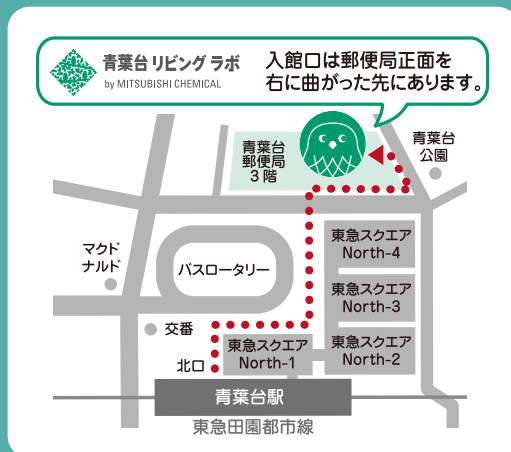 青葉台 リビング ラボ
by MITSUBISHI CHEMICAL
入館口は郵便局正面を
右に曲がった先にあります。
青葉台
郵便局
3階
青葉台
公園
マクド
ナルド
バスロータリー
東急スクエア
North-4
東急スクエア
North-3
交番
東急スクエア
North-1
東急スクエア
North-2
北口
青葉台駅
東急田園都市線